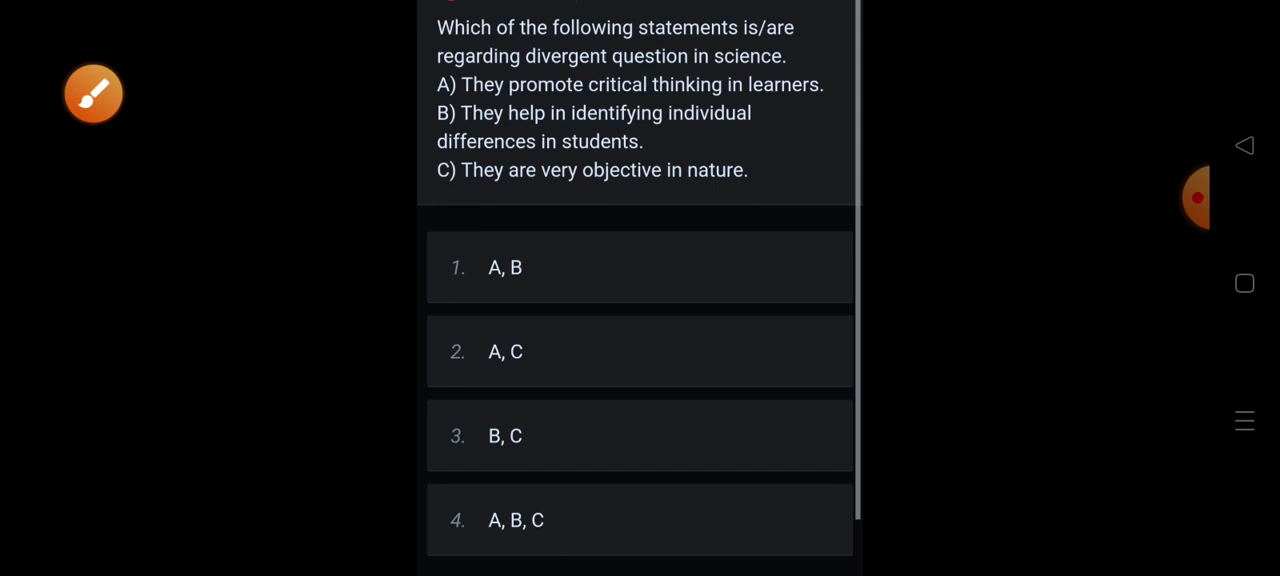 Which of the following statements is/are
regarding divergent question in science.
A) They promote critical thinking in learners.
B) They help in identifying individual
differences in students.
C) They are very objective in nature.
1. A, B
2. A, C
3. B, C
4. A, B, C